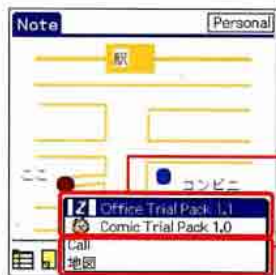 Note Personal
駅
ここ
コンビニ
Office Trial Pack 1.1
Comic Trial Pack 1.0
Call
地図